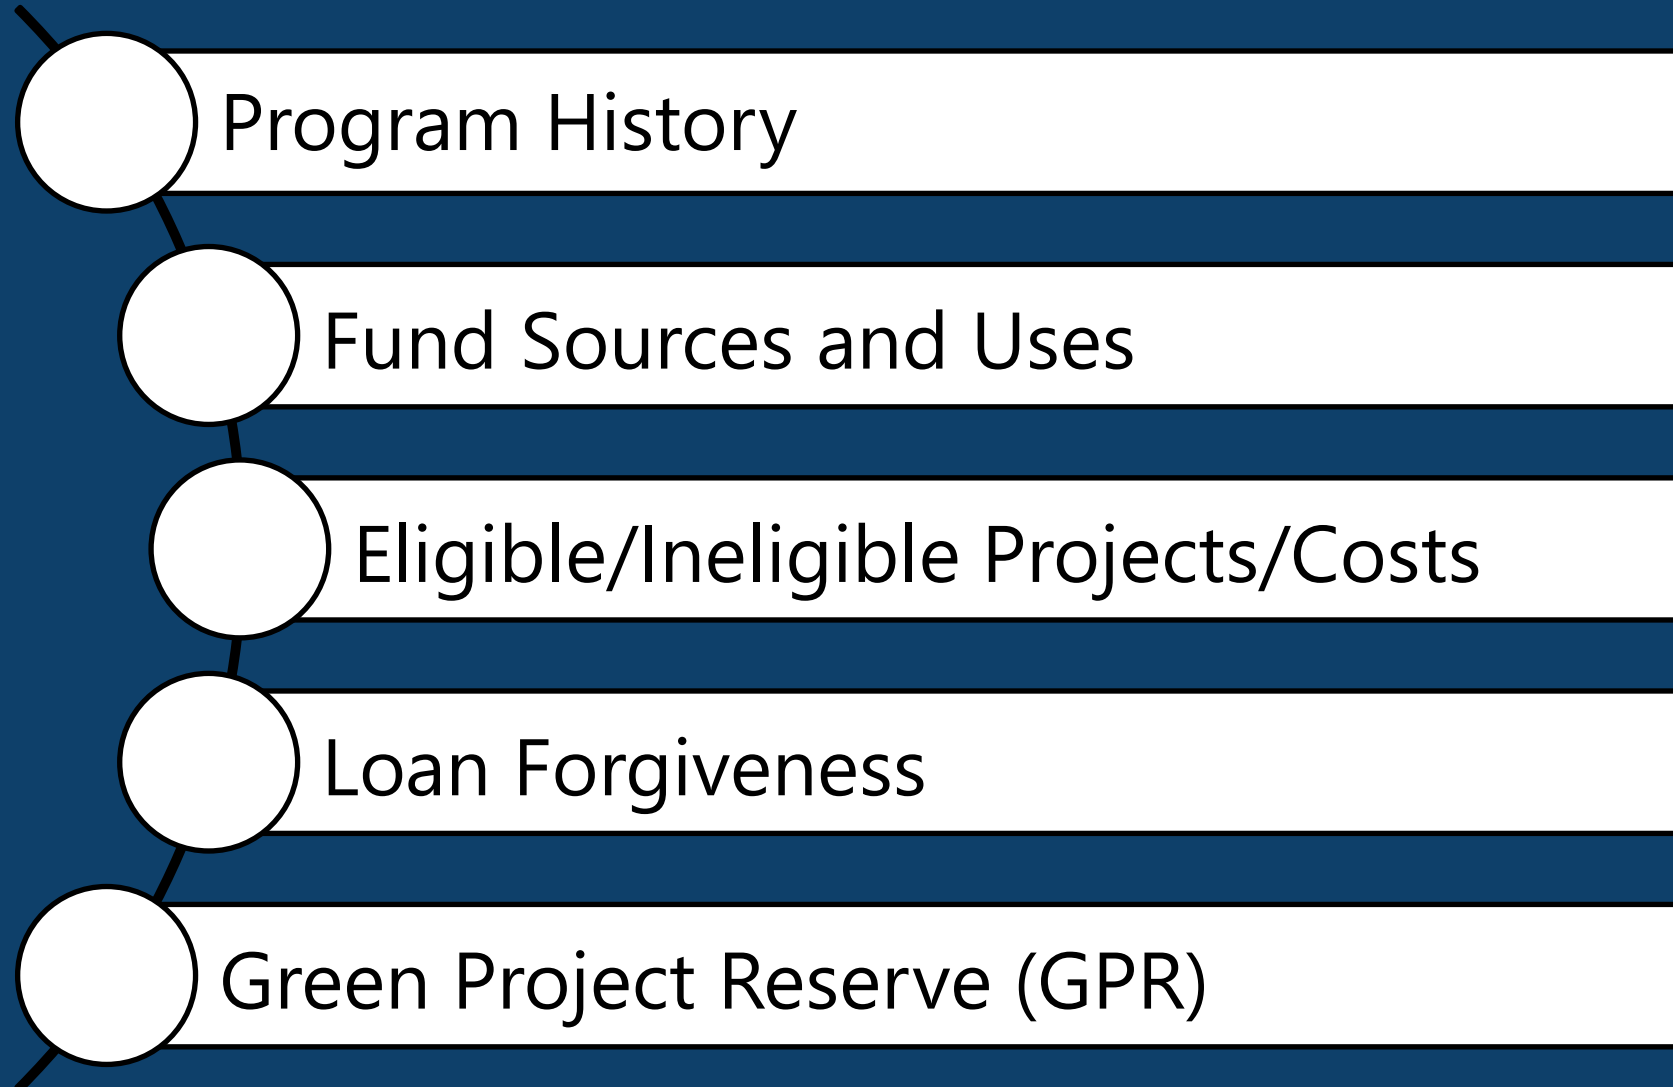 Program History
Fund Sources and Uses
Eligible/Ineligible Projects/Costs
Loan Forgiveness
Green Project Reserve (GPR)